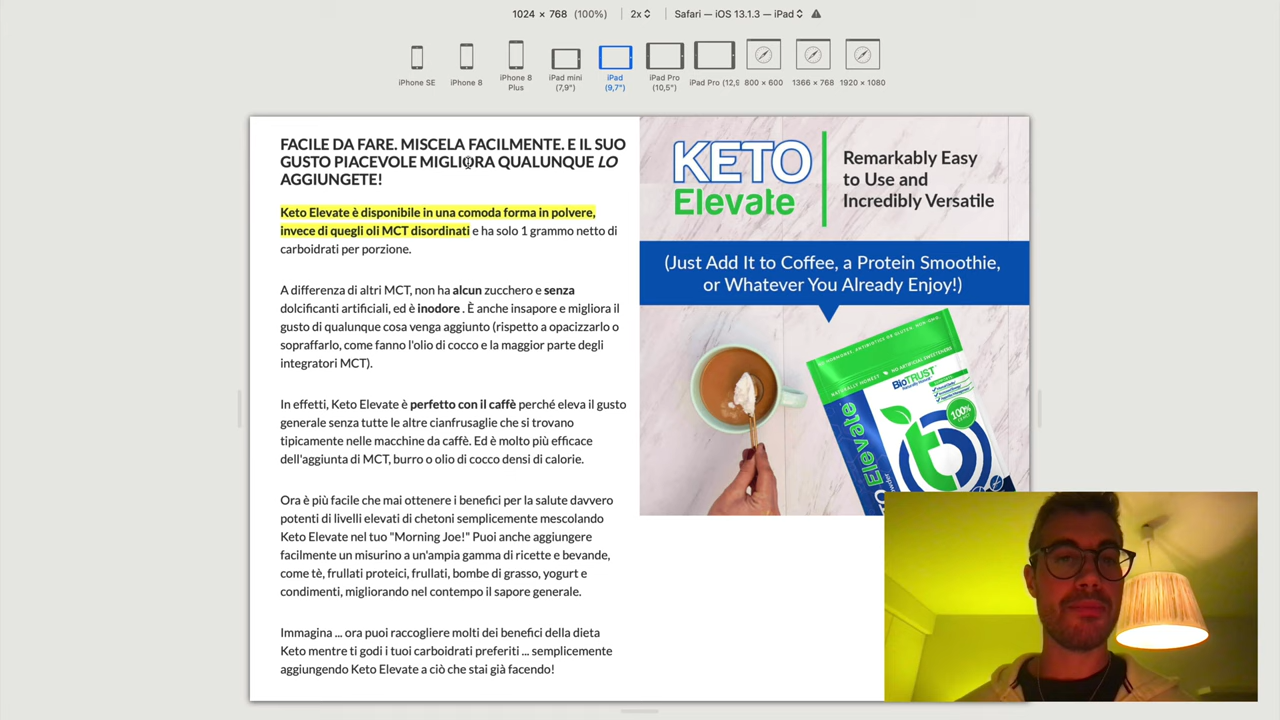 1024 × 768 (100%) 2x Safari — iOS 13.1.3 — iPad
iPhone SE
iPhone 8
iPhone 8 Plus
iPad mini (7,9")
iPad (9,7")
iPad Pro (10,5")
iPad Pro (12,9
800 × 600
1366 × 768
1920 × 1080
FACILE DA FARE. MISCELA FACILMENTE. E IL SUO
GUSTO PIACEVOLE MIGLIORA QUALUNQUE LO
AGGIUNGETE!
Keto Elevate è disponibile in una comoda forma in polvere,
invece di quegli oli MCT disordinati e ha solo 1 grammo netto di
carboidrati per porzione.
A differenza di altri MCT, non ha alcun zucchero e senza
dolcificanti artificiali, ed è inodore . È anche insapore e migliora il
gusto di qualunque cosa venga aggiunto (rispetto a opacizzarlo o
sopraffarlo, come fanno l'olio di cocco e la maggior parte degli
integratori MCT).
In effetti, Keto Elevate è perfetto con il caffè perché eleva il gusto
generale senza tutte le altre cianfrusaglie che si trovano
tipicamente nelle macchine da caffè. Ed è molto più efficace
dell'aggiunta di MCT, burro o olio di cocco densi di calorie.
Ora è più facile che mai ottenere i benefici per la salute davvero
potenti di livelli elevati di chetoni semplicemente mescolando
Keto Elevate nel tuo "Morning Joe!" Puoi anche aggiungere
facilmente un misurino a un'ampia gamma di ricette e bevande,
come tè, frullati proteici, frullati, bombe di grasso, yogurt e
condimenti, migliorando nel contempo il sapore generale.
Immagina ... ora puoi raccogliere molti dei benefici della dieta
Keto mentre ti godi i tuoi carboidrati preferiti ... semplicemente
aggiungendo Keto Elevate a ciò che stai già facendo!
KETO
Elevate
Remarkably Easy
to Use and
Incredibly Versatile
(Just Add It to Coffee, a Protein Smoothie,
or Whatever You Already Enjoy!)
NATURALLY HONEST NO ARTIFICIAL SWEETENERS
BioTRUST
100%
Elevate